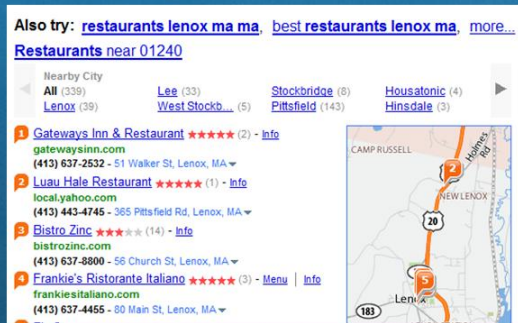 Also try: restaurants lenox ma ma, best restaurants lenox ma, more...
Restaurants near 01240
Nearby City
All (339) Lee (33) Stockbridge (8) Housatonic (4)
Lenox (39) West Stockb... (5) Pittsfield (143) Hinsdale (3)
1 Gateways Inn & Restaurant (2) - Info
gatewaysinn.com
(413) 637-2532 - 51 Walker St, Lenox, MA
2 Luau Hale Restaurant (1) - Info
local.yahoo.com
(413) 443-4745 - 365 Pittsfield Rd, Lenox, MA
3 Bistro Zinc (14) - Info
bistrozinc.com
(413) 637-8800 - 56 Church St, Lenox, MA
4 Frankie's Ristorante Italiano (3) - Menu | Info
frankiesitaliano.com
(413) 637-4455 - 80 Main St, Lenox, MA
CAMP RUSSELL
Holmes Rd
2
NEW LENOX
20
5
Lenox
183